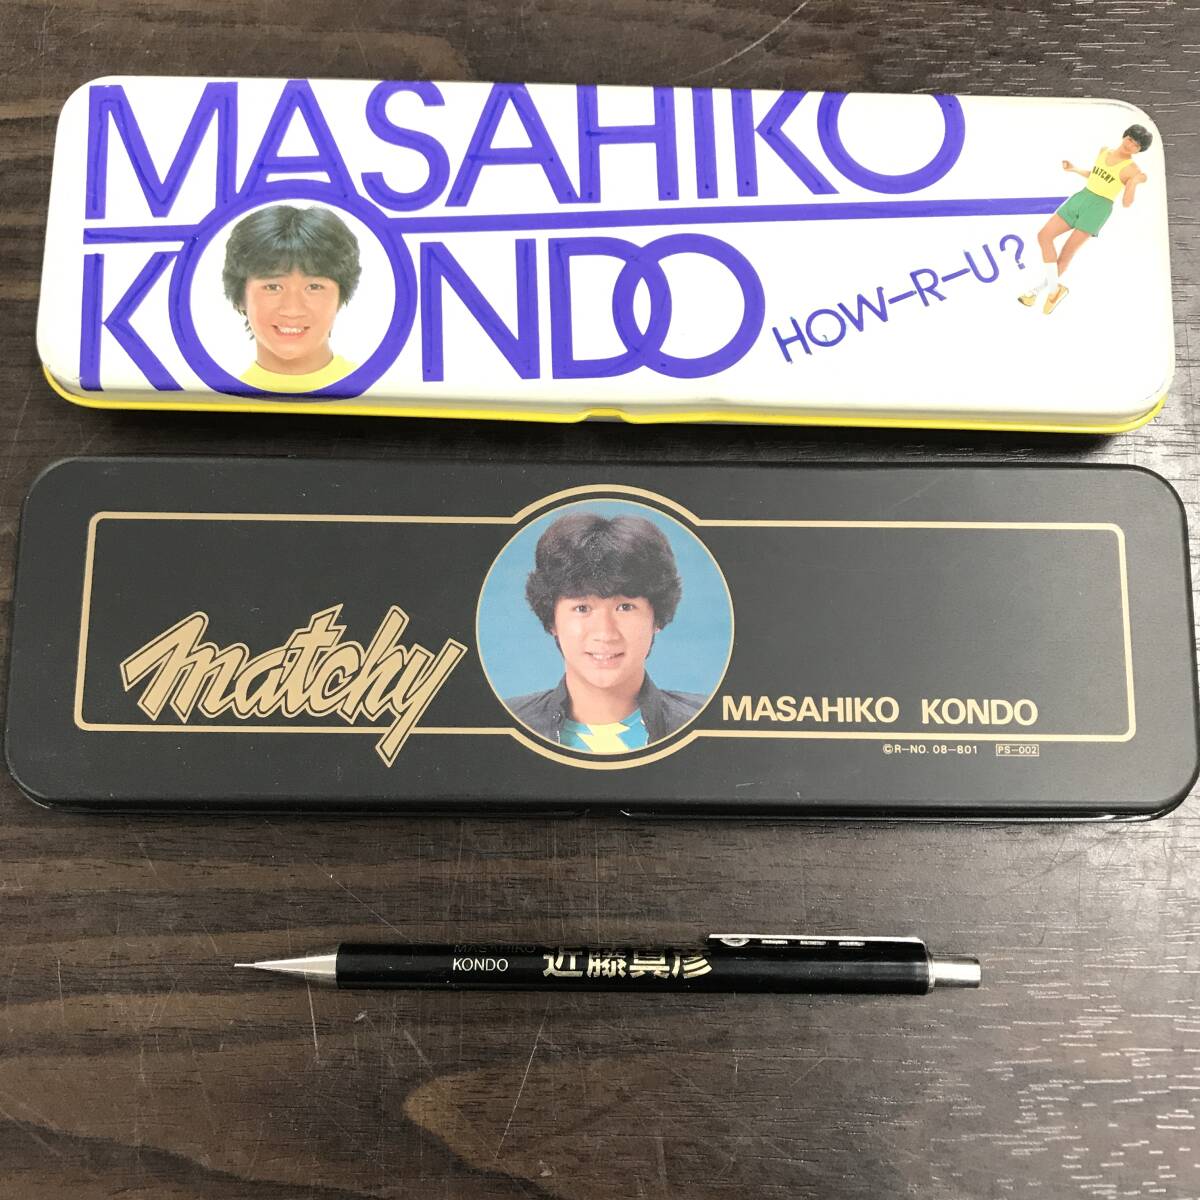 MASAHIKO
KONDO
HOW-R-U?
MATCHY
matchy
MASAHIKO KONDO
©R-NO. 08-801 PS-002
MASAHIKO
KONDO
近藤真彦